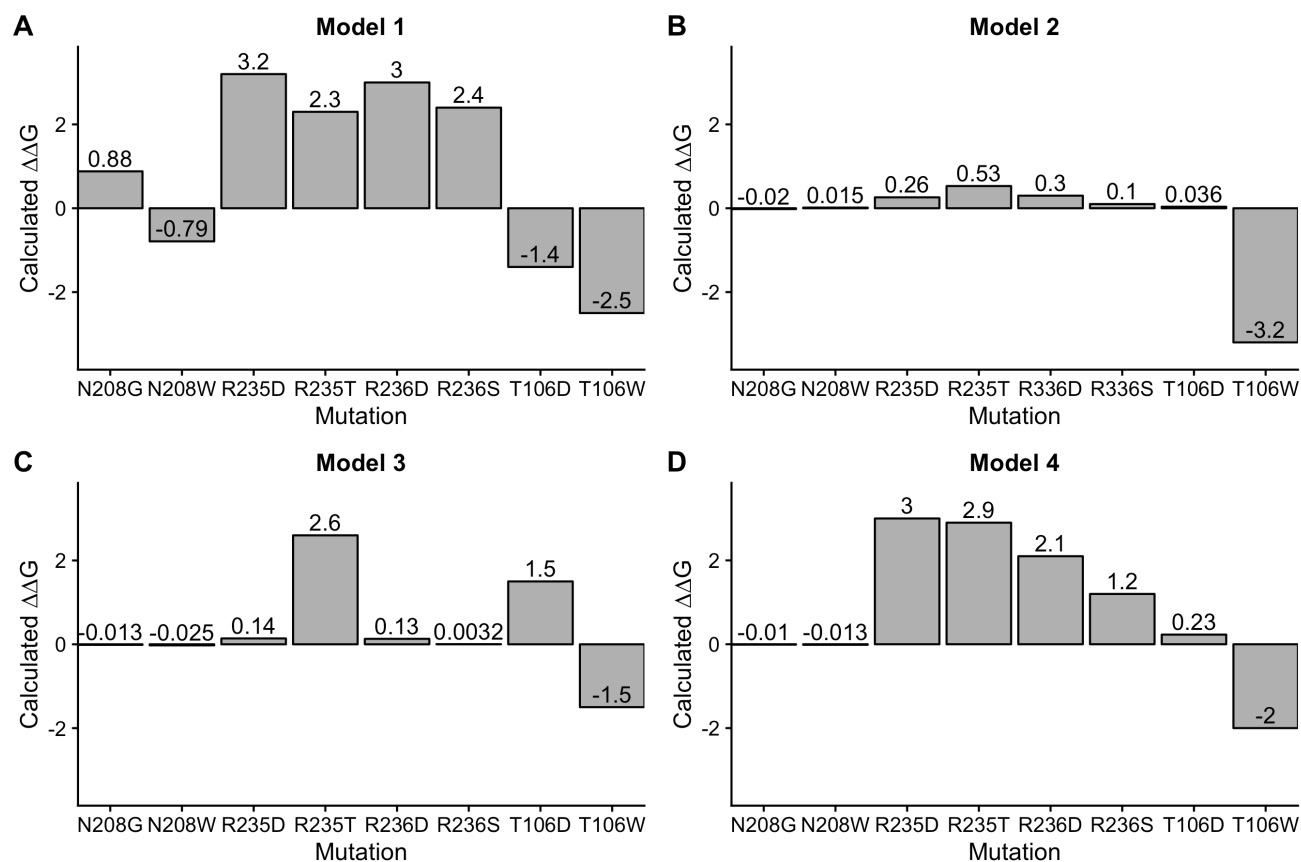 A Model 1
Calculated ΔΔG
2
0
-2
0.88
-0.79
3.2
2.3
3
2.4
-1.4
-2.5
N208G N208W R235D R235T R236D R236S T106D T106W
Mutation
B Model 2
Calculated ΔΔG
2
0
-2
-0.02
0.015
0.26
0.53
0.3
0.1
0.036
-3.2
N208G N208W R235D R235T R336D R336S T106D T106W
Mutation
C Model 3
Calculated ΔΔG
2
0
-2
-0.013
-0.025
0.14
2.6
0.13
0.0032
1.5
-1.5
N208G N208W R235D R235T R236D R236S T106D T106W
Mutation
D Model 4
Calculated ΔΔG
2
0
-2
-0.01
-0.013
3
2.9
2.1
1.2
0.23
-2
N208G N208W R235D R235T R236D R236S T106D T106W
Mutation